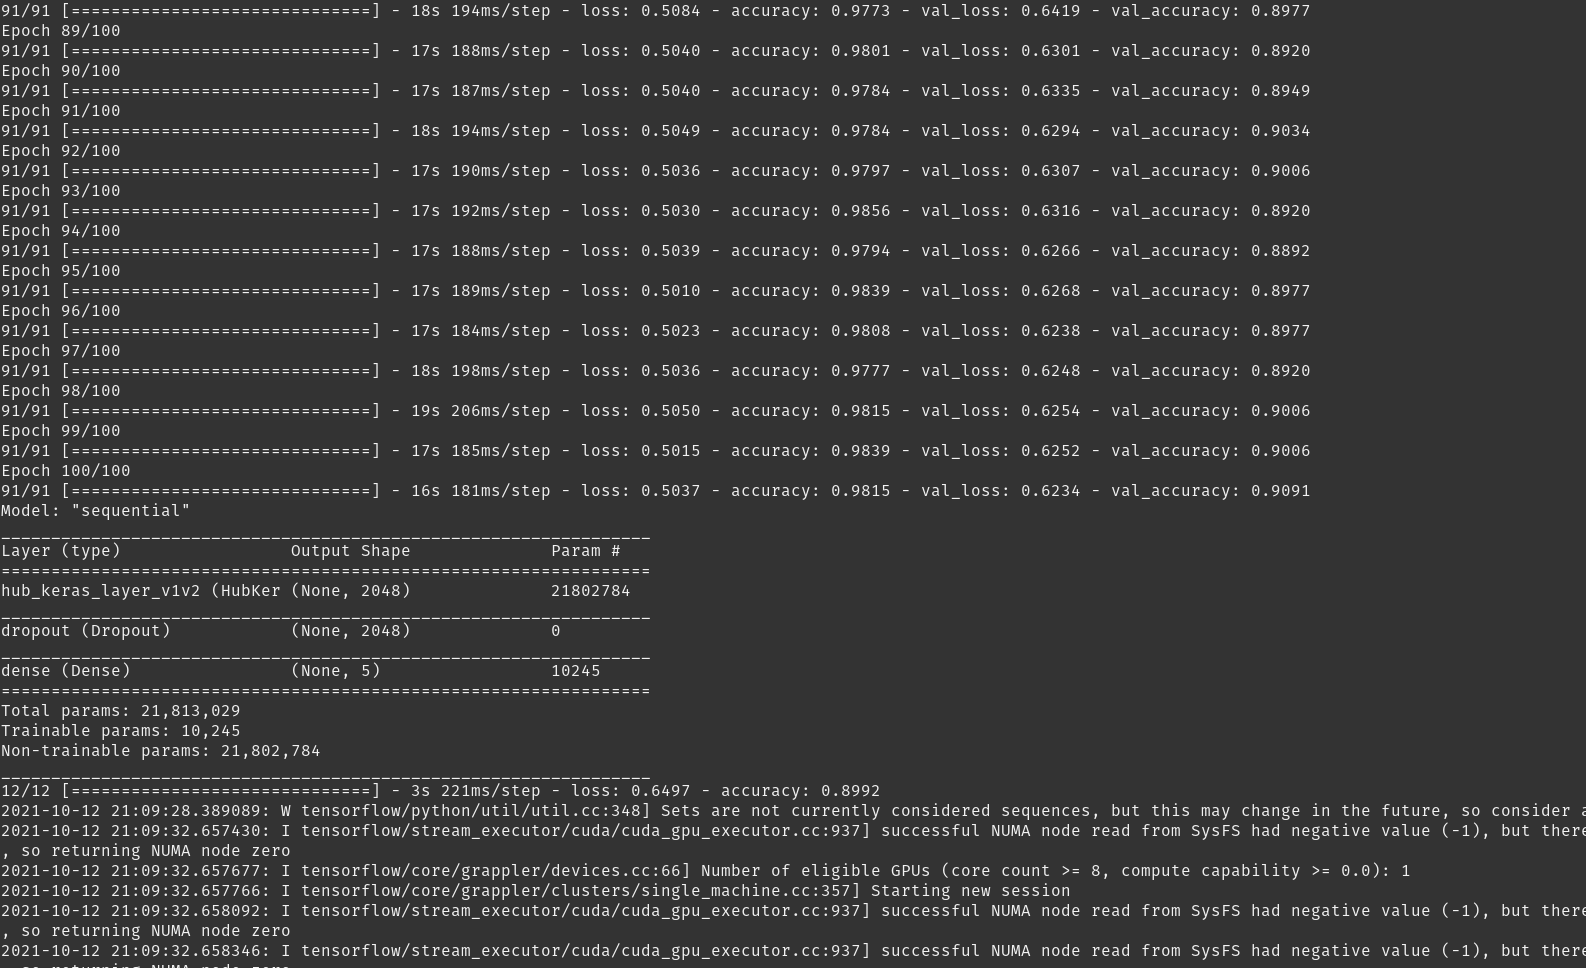 91/91 [==============================] - 18s 194ms/step - loss: 0.5084 - accuracy: 0.9773 - val_loss: 0.6419 - val_accuracy: 0.8977
Epoch 89/100
91/91 [==============================] - 17s 188ms/step - loss: 0.5040 - accuracy: 0.9801 - val_loss: 0.6301 - val_accuracy: 0.8920
Epoch 90/100
91/91 [==============================] - 17s 187ms/step - loss: 0.5040 - accuracy: 0.9784 - val_loss: 0.6335 - val_accuracy: 0.8949
Epoch 91/100
91/91 [==============================] - 18s 194ms/step - loss: 0.5049 - accuracy: 0.9784 - val_loss: 0.6294 - val_accuracy: 0.9034
Epoch 92/100
91/91 [==============================] - 17s 190ms/step - loss: 0.5036 - accuracy: 0.9797 - val_loss: 0.6307 - val_accuracy: 0.9006
Epoch 93/100
91/91 [==============================] - 17s 192ms/step - loss: 0.5030 - accuracy: 0.9856 - val_loss: 0.6316 - val_accuracy: 0.8920
Epoch 94/100
91/91 [==============================] - 17s 188ms/step - loss: 0.5039 - accuracy: 0.9794 - val_loss: 0.6266 - val_accuracy: 0.8892
Epoch 95/100
91/91 [==============================] - 17s 189ms/step - loss: 0.5010 - accuracy: 0.9839 - val_loss: 0.6268 - val_accuracy: 0.8977
Epoch 96/100
91/91 [==============================] - 17s 184ms/step - loss: 0.5023 - accuracy: 0.9808 - val_loss: 0.6238 - val_accuracy: 0.8977
Epoch 97/100
91/91 [==============================] - 18s 198ms/step - loss: 0.5036 - accuracy: 0.9777 - val_loss: 0.6248 - val_accuracy: 0.8920
Epoch 98/100
91/91 [==============================] - 19s 206ms/step - loss: 0.5050 - accuracy: 0.9815 - val_loss: 0.6254 - val_accuracy: 0.9006
Epoch 99/100
91/91 [==============================] - 17s 185ms/step - loss: 0.5015 - accuracy: 0.9839 - val_loss: 0.6252 - val_accuracy: 0.9006
Epoch 100/100
91/91 [==============================] - 16s 181ms/step - loss: 0.5037 - accuracy: 0.9815 - val_loss: 0.6234 - val_accuracy: 0.9091
Model: "sequential"
_________________________________________________________________
Layer (type)                 Output Shape              Param #
=================================================================
hub_keras_layer_v1v2 (HubKer (None, 2048)              21802784
_________________________________________________________________
dropout (Dropout)            (None, 2048)              0
_________________________________________________________________
dense (Dense)                (None, 5)                 10245
=================================================================
Total params: 21,813,029
Trainable params: 10,245
Non-trainable params: 21,802,784
_________________________________________________________________
12/12 [==============================] - 3s 221ms/step - loss: 0.6497 - accuracy: 0.8992
2021-10-12 21:09:28.389089: W tensorflow/python/util/util.cc:348] Sets are not currently considered sequences, but this may change in the future, so consider a
2021-10-12 21:09:32.657430: I tensorflow/stream_executor/cuda/cuda_gpu_executor.cc:937] successful NUMA node read from SysFS had negative value (-1), but there
, so returning NUMA node zero
2021-10-12 21:09:32.657677: I tensorflow/core/grappler/devices.cc:66] Number of eligible GPUs (core count >= 8, compute capability >= 0.0): 1
2021-10-12 21:09:32.657766: I tensorflow/core/grappler/clusters/single_machine.cc:357] Starting new session
2021-10-12 21:09:32.658092: I tensorflow/stream_executor/cuda/cuda_gpu_executor.cc:937] successful NUMA node read from SysFS had negative value (-1), but there
, so returning NUMA node zero
2021-10-12 21:09:32.658346: I tensorflow/stream_executor/cuda/cuda_gpu_executor.cc:937] successful NUMA node read from SysFS had negative value (-1), but there